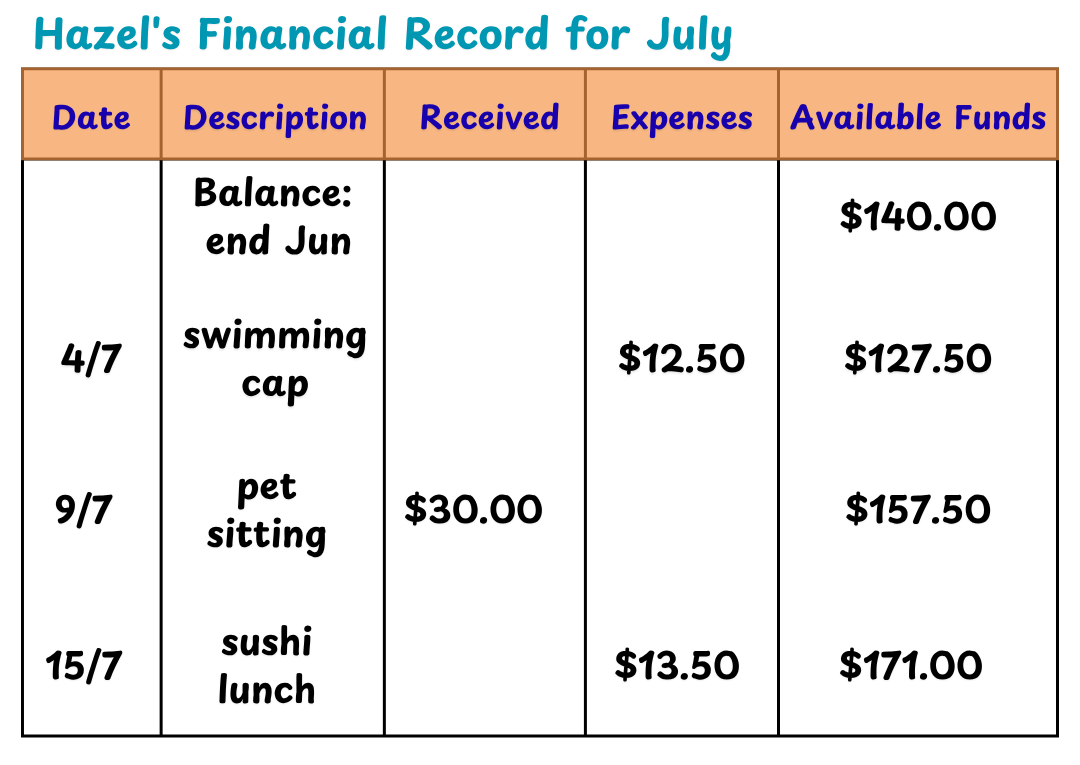 Hazel's Financial Record for July
Date Description Received Expenses Available Funds
Balance:
end Jun
$140.00
4/7
swimming
cap
$12.50
$127.50
9/7
pet
sitting
$30.00
$157.50
15/7
sushi
lunch
$13.50
$171.00